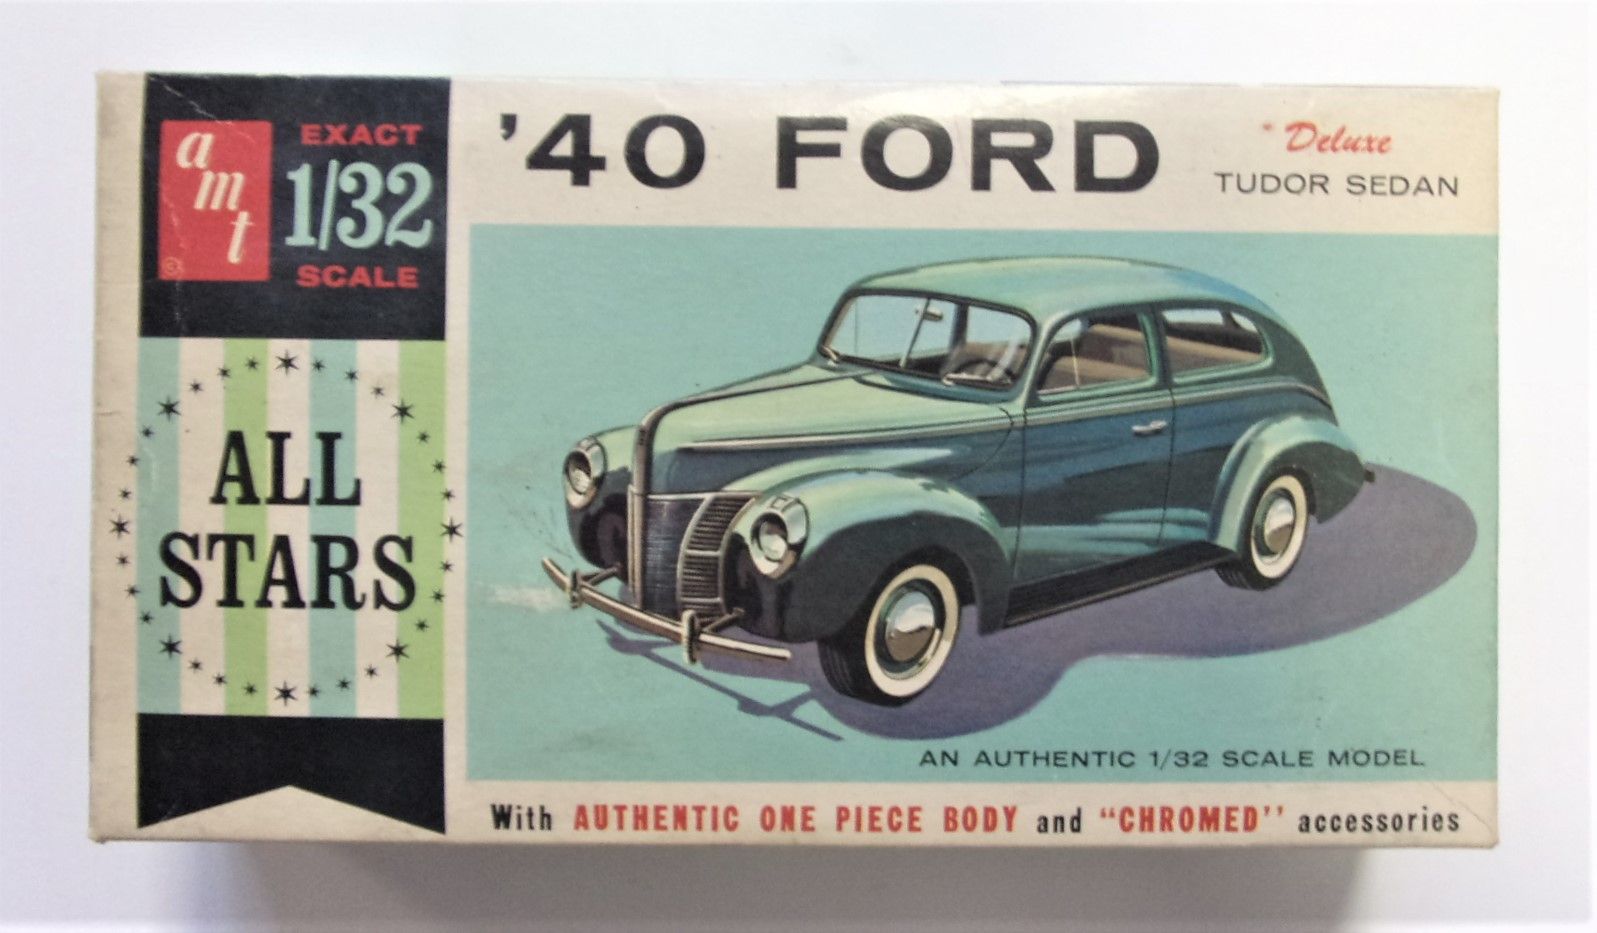 amt
EXACT
1/32
SCALE
ALL
STARS
'40 FORD
Deluxe
TUDOR SEDAN
AN AUTHENTIC 1/32 SCALE MODEL
With AUTHENTIC ONE PIECE BODY and "CHROMED" accessories